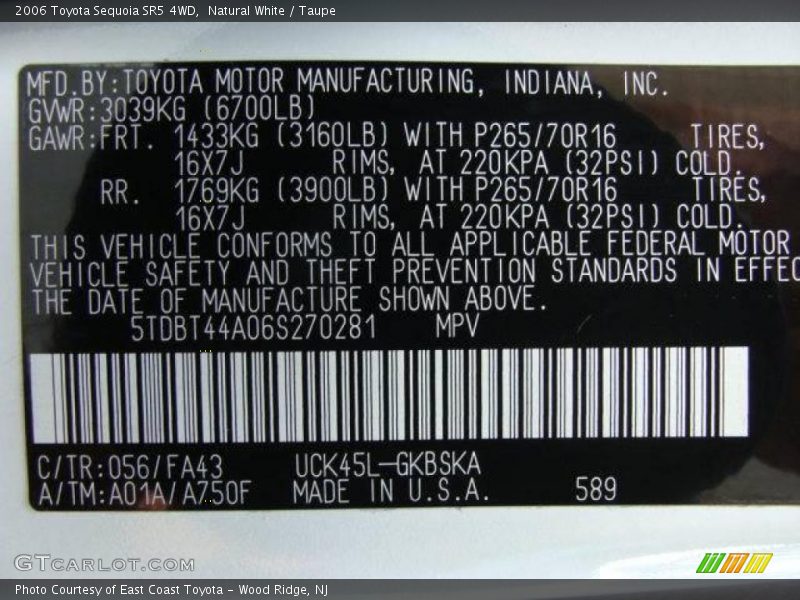 2006 Toyota Sequoia SR5 4WD, Natural White / Taupe
MFD.BY:TOYOTA MOTOR MANUFACTURING, INDIANA, INC.
GVWR:3039KG (6700LB)
GAWR:FRT. 1433KG (3160LB) WITH P265/70R16 TIRES,
16X7J RIMS, AT 220KPA (32PSI) COLD.
RR. 1769KG (3900LB) WITH P265/70R16 TIRES,
16X7J RIMS, AT 220KPA (32PSI) COLD.
THIS VEHICLE CONFORMS TO ALL APPLICABLE FEDERAL MOTOR
VEHICLE SAFETY AND THEFT PREVENTION STANDARDS IN EFFEC
THE DATE OF MANUFACTURE SHOWN ABOVE.
5TDBT44A06S270281 MPV
C/TR:056/FA43 UCK45L-GKBSKA
A/TM:A01A/A750F MADE IN U.S.A. 589
GTCARLOT.COM
Photo Courtesy of East Coast Toyota - Wood Ridge, NJ